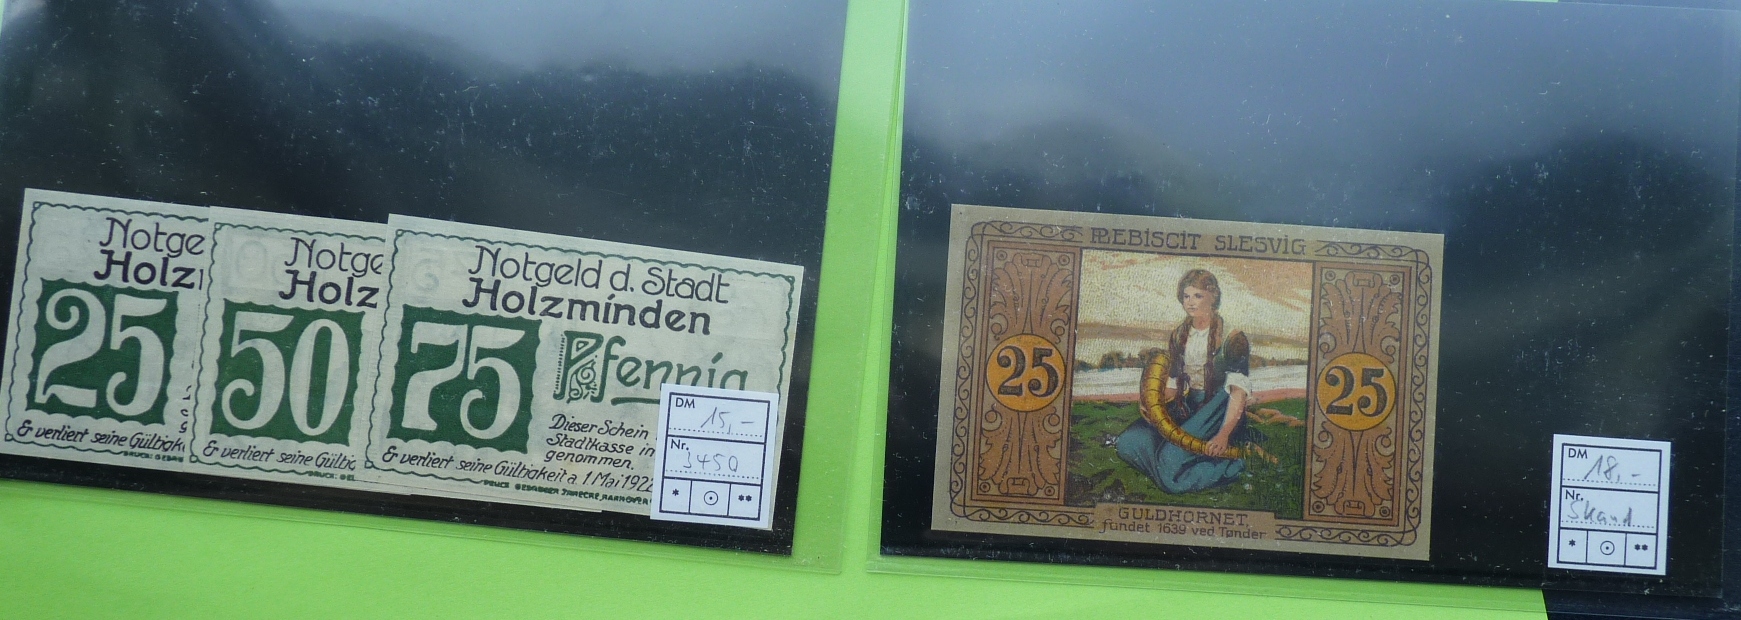 Notge
Holz
25
& verliert seine Gültigk
Notge
Holz
50
& verliert seine Gültig
Notgeld d. Stadt
Holzminden
75
Pfennig
Dieser Schein
Stadtkasse in
genommen.
& verliert seine Gültigkeit a. 1 Mai 1922
DM 15,-
Nr.
3450
* ⊙ **
PLEBISCIT SLESVIG
25
25
GULDHORNET,
fundet 1639 ved Tønder
DM 18,-
Nr.
Skand
* ⊙ **